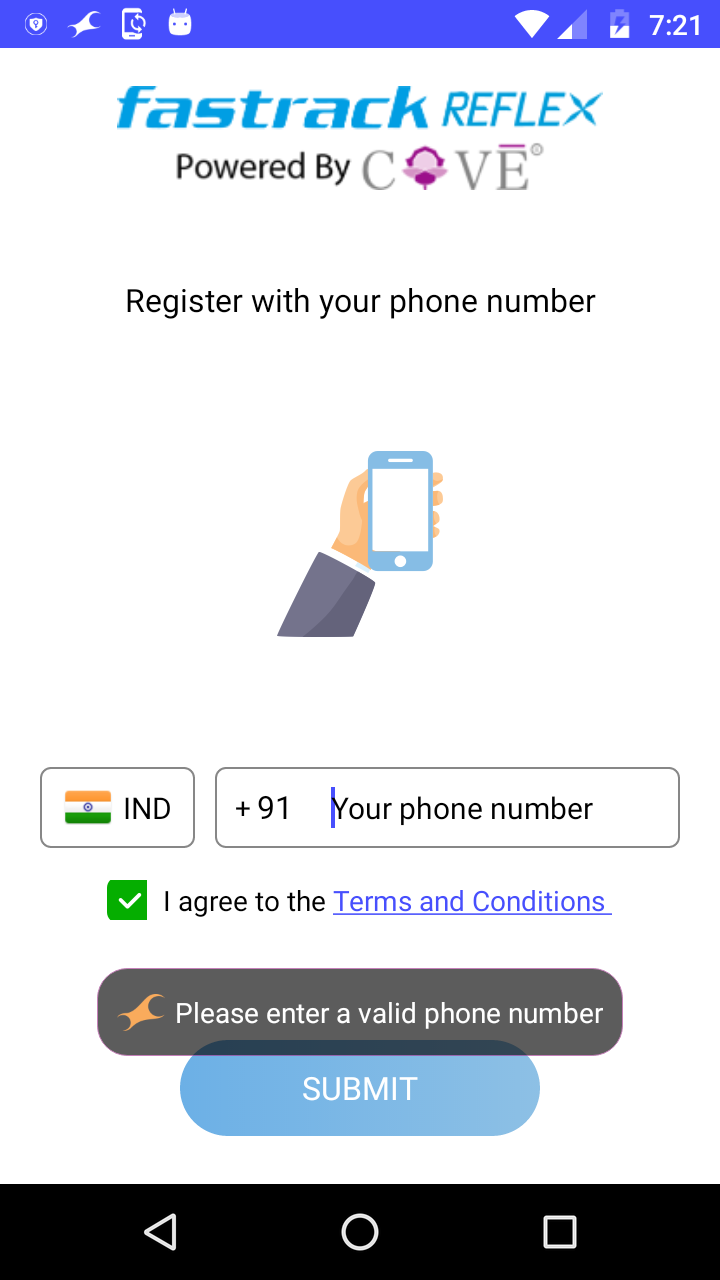 7:21
fastrack REFLEX
Powered By COVĒ®
Register with your phone number
IND
+ 91 Your phone number
I agree to the Terms and Conditions
Please enter a valid phone number
SUBMIT